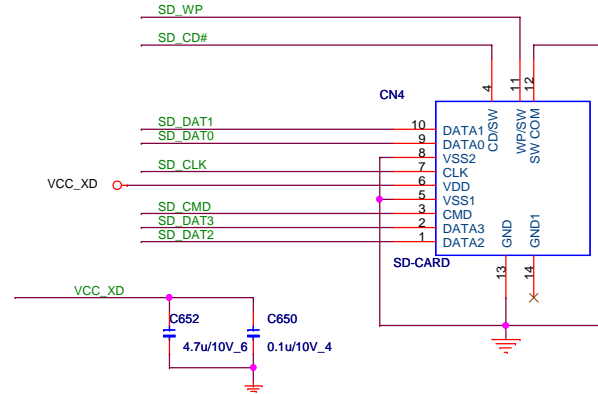 SD_WP
SD_CD#
4
11
12
CN4
CD/SW
WP/SW
SW COM
SD_DAT1 10 DATA1
SD_DAT0 9 DATA0
8 VSS2
SD_CLK 7 CLK
VCC_XD 6 VDD
5 VSS1
SD_CMD 3 CMD
SD_DAT3 2 DATA3
SD_DAT2 1 DATA2
GND
GND1
SD-CARD
13
14
VCC_XD
C652 C650
4.7u/10V_6 0.1u/10V_4